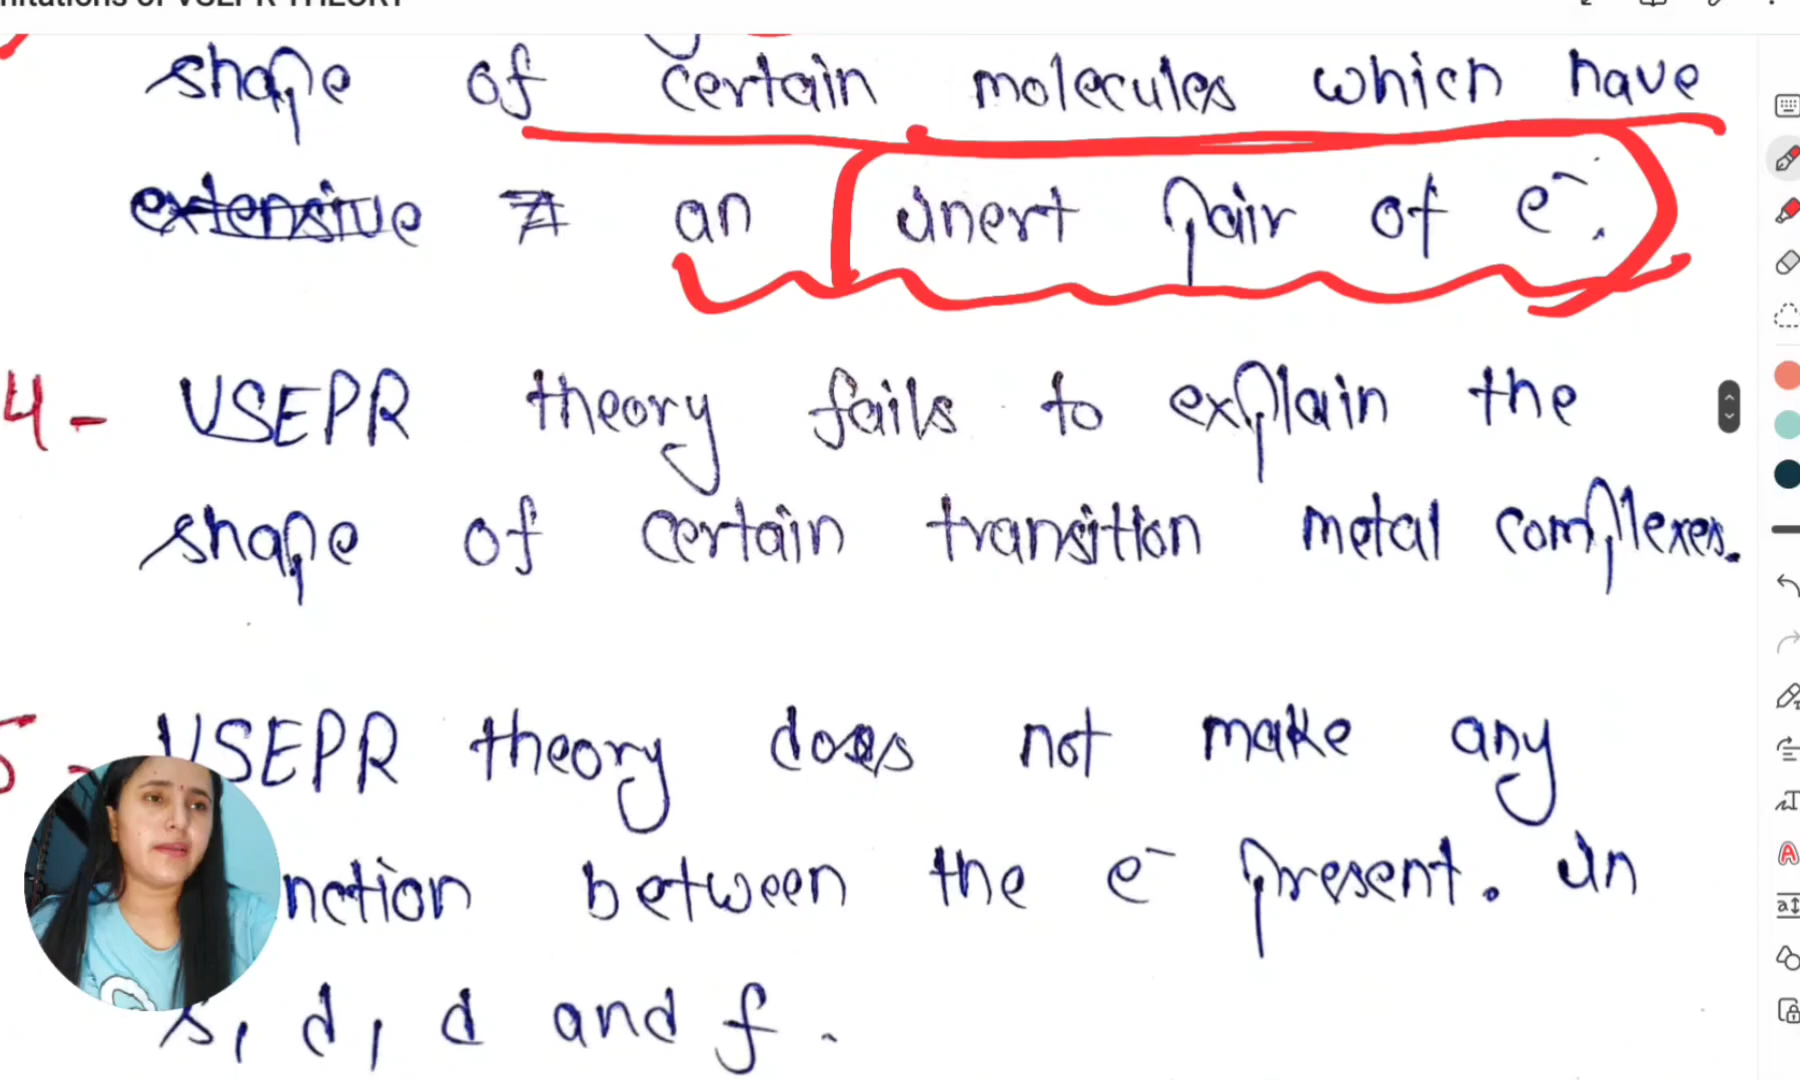 shape of certain molecules which have
extensive an inert pair of e⁻.
4- VSEPR theory fails to explain the
shape of certain transition metal complexes.
5- VSEPR theory does not make any
nction between the e⁻ present. in
s, d, d and f.